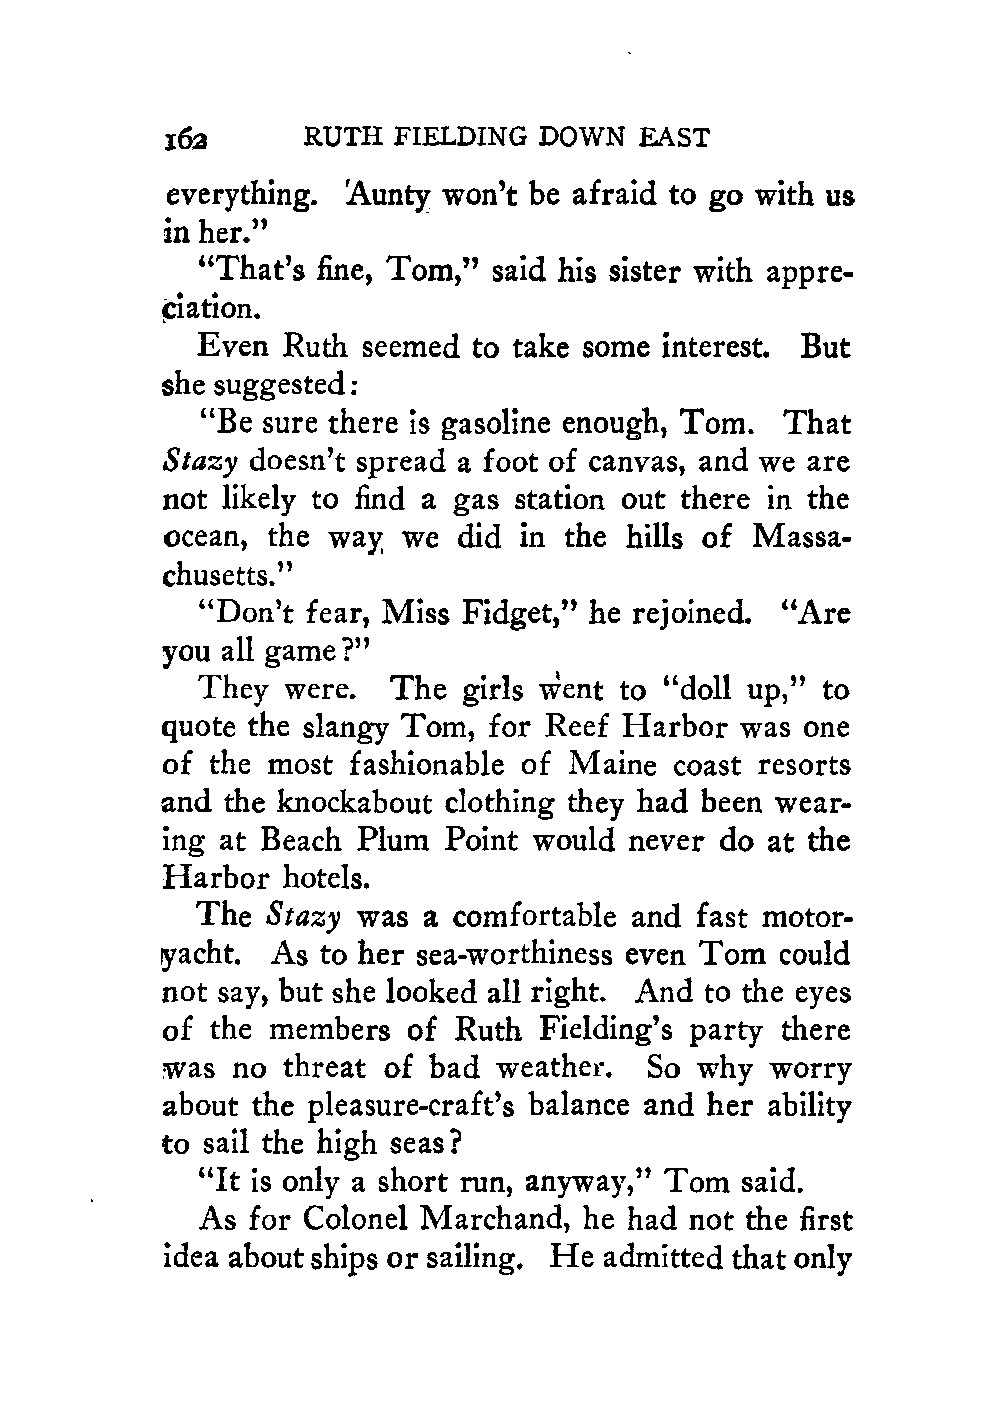 162 RUTH FIELDING DOWN EAST
everything. 'Aunty won't be afraid to go with us
in her."
"That's fine, Tom," said his sister with appre-
ciation.
Even Ruth seemed to take some interest. But
she suggested:
"Be sure there is gasoline enough, Tom. That
Stazy doesn't spread a foot of canvas, and we are
not likely to find a gas station out there in the
ocean, the way we did in the hills of Massa-
chusetts."
"Don't fear, Miss Fidget," he rejoined. "Are
you all game?"
They were. The girls went to "doll up," to
quote the slangy Tom, for Reef Harbor was one
of the most fashionable of Maine coast resorts
and the knockabout clothing they had been wear-
ing at Beach Plum Point would never do at the
Harbor hotels.
The Stazy was a comfortable and fast motor-
yacht. As to her sea-worthiness even Tom could
not say, but she looked all right. And to the eyes
of the members of Ruth Fielding's party there
was no threat of bad weather. So why worry
about the pleasure-craft's balance and her ability
to sail the high seas?
"It is only a short run, anyway," Tom said.
As for Colonel Marchand, he had not the first
idea about ships or sailing. He admitted that only